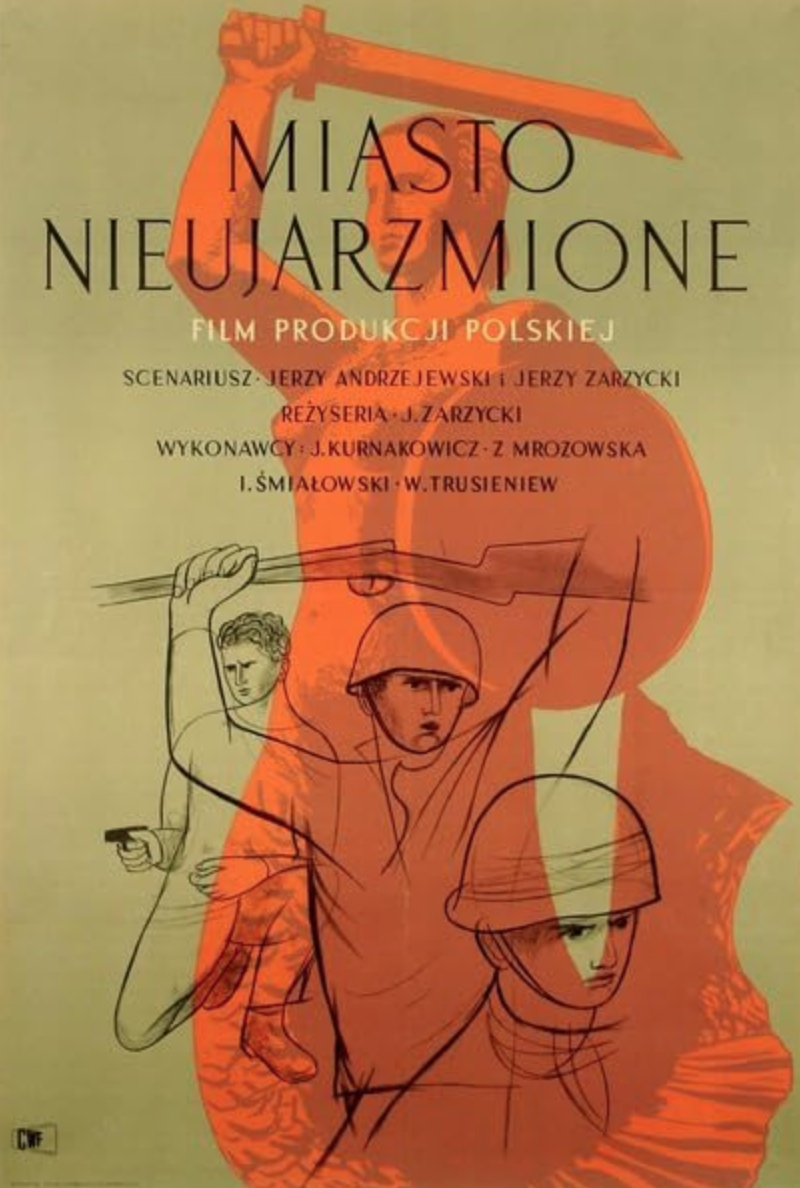 MIASTO
NIEUJARZMIONE
FILM PRODUKCJI POLSKIEJ
SCENARIUSZ · JERZY ANDRZEJEWSKI i JERZY ZARZYCKI
REŻYSERIA · J. ZARZYCKI
WYKONAWCY: J. KURNAKOWICZ · Z MROZOWSKA
I. ŚMIAŁOWSKI · W. TRUSIENIEW
CWF